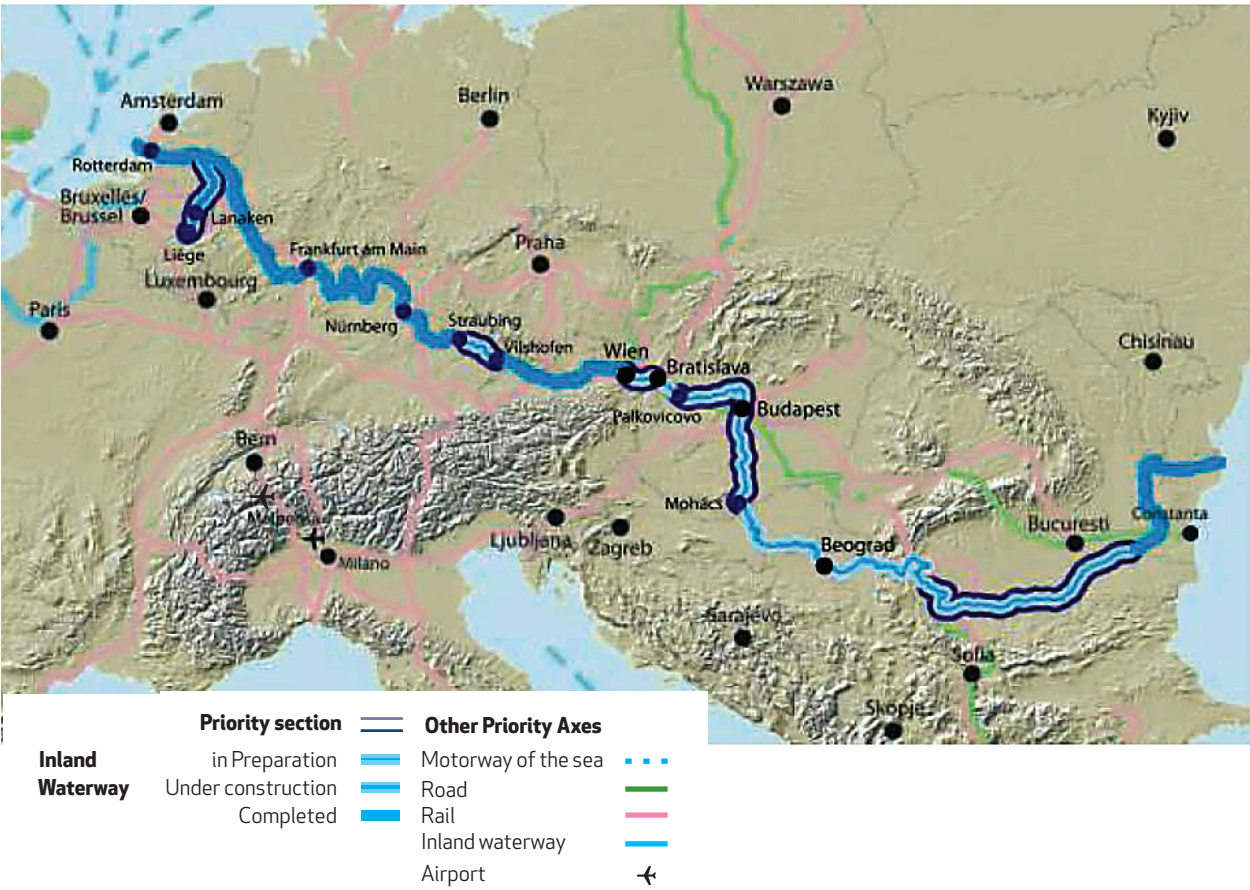 Amsterdam
Berlin
Warszawa
Kyjiv
Rotterdam
Bruxelles/
Brussel
Lanaken
Liège
Frankfurt am Main
Praha
Luxembourg
Paris
Nürnberg
Straubing
Vilshofen
Wien
Bratislava
Chisinau
Palkovicovo
Budapest
Bern
Malpensa
Milano
Ljubljana
Zagreb
Mohács
Beograd
Bucuresti
Constanta
Sarajevo
Sofia
Skopje
Priority section
Other Priority Axes
Inland
Waterway
in Preparation
Under construction
Completed
Motorway of the sea
Road
Rail
Inland waterway
Airport